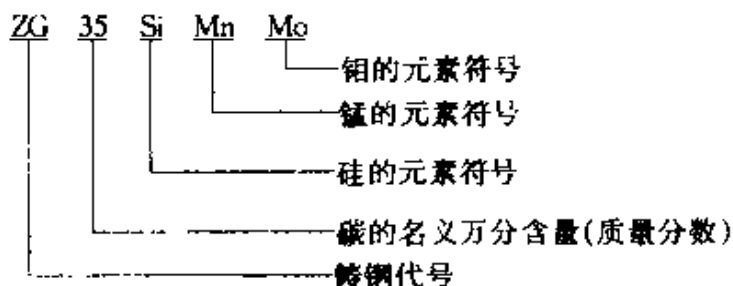 ZG 35 Si Mn Mo
钼的元素符号
锰的元素符号
硅的元素符号
碳的名义万分含量(质量分数)
铸钢代号